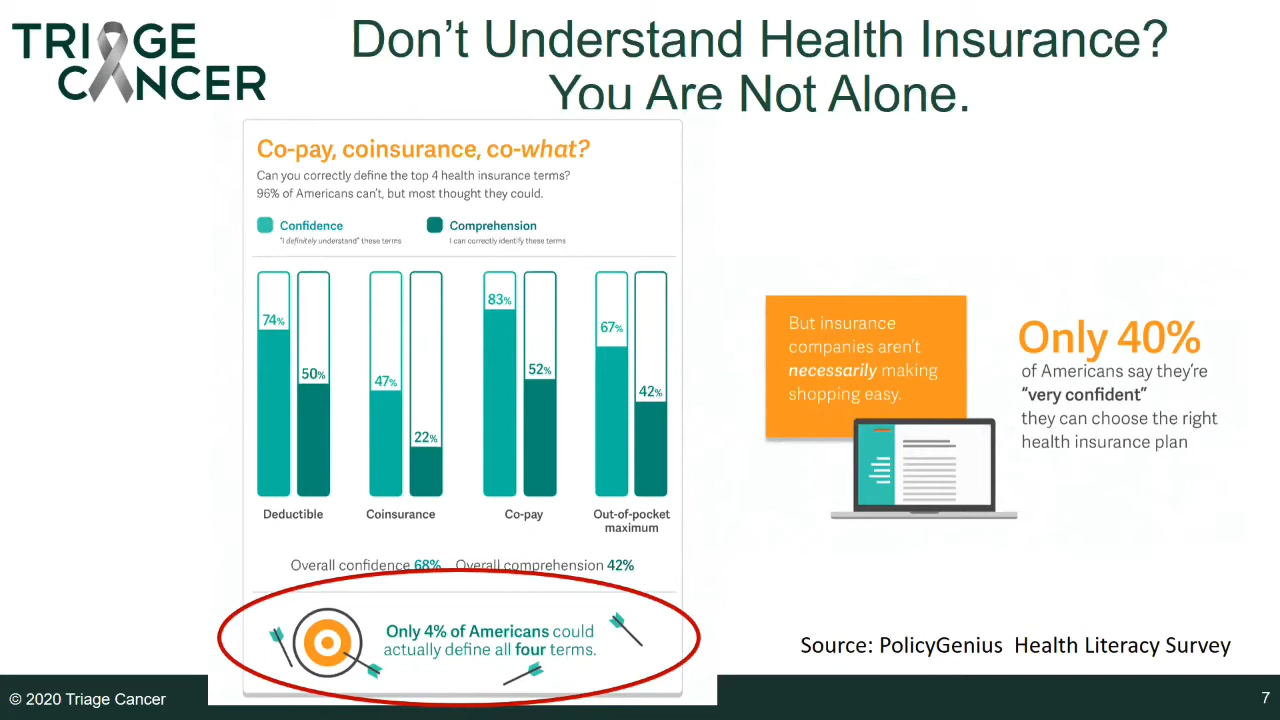 TRIAGE
CANCER
Don't Understand Health Insurance?
You Are Not Alone.
Co-pay, coinsurance, co-what?
Can you correctly define the top 4 health insurance terms?
96% of Americans can't, but most thought they could.
Confidence
"I definitely understand" these terms
Comprehension
I can correctly identify these terms
74%
50%
47%
22%
83%
52%
67%
42%
Deductible
Coinsurance
Co-pay
Out-of-pocket
maximum
Overall confidence 68% Overall comprehension 42%
Only 4% of Americans could
actually define all four terms.
But insurance
companies aren't
necessarily making
shopping easy.
Only 40%
of Americans say they're
"very confident"
they can choose the right
health insurance plan
Source: PolicyGenius Health Literacy Survey
© 2020 Triage Cancer
7